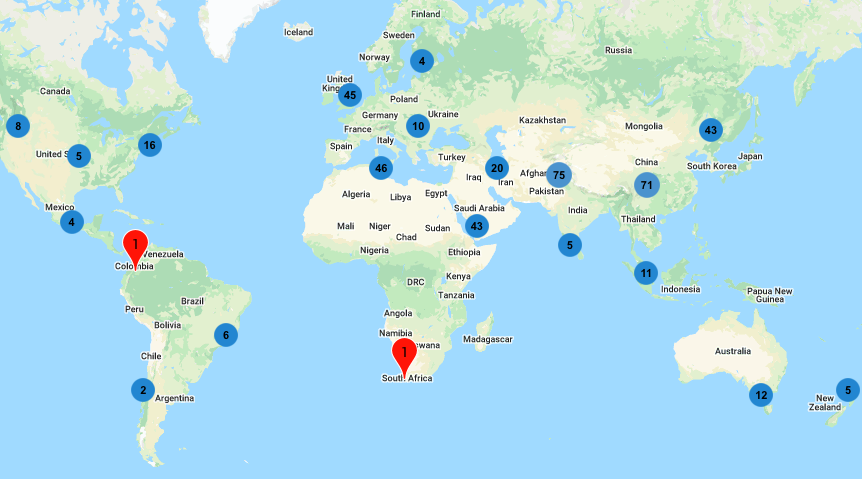 Finland
Iceland
Sweden
Russia
Norway
4
United
Kingd
45
Canada
Poland
Ukraine
Germany
10
Kazakhstan
8
Mongolia
43
France
16
Italy
Spain
Japan
United S
5
Turkey
China
South Korea
46
20
Afghan
75
Iraq
Iran
71
Pakistan
Algeria
Libya
Egypt
Mexico
4
Saudi Arabia
India
Thailand
Mali
Niger
Sudan
43
Chad
1
5
Nigeria
Ethiopia
Venezuela
Colombia
11
Kenya
DRC
Indonesia
Papua New
Guinea
Tanzania
Brazil
Peru
Angola
Bolivia
6
Namibia
Madagascar
wana
1
Chile
Australia
South Africa
2
Argentina
12
5
New
Zealand